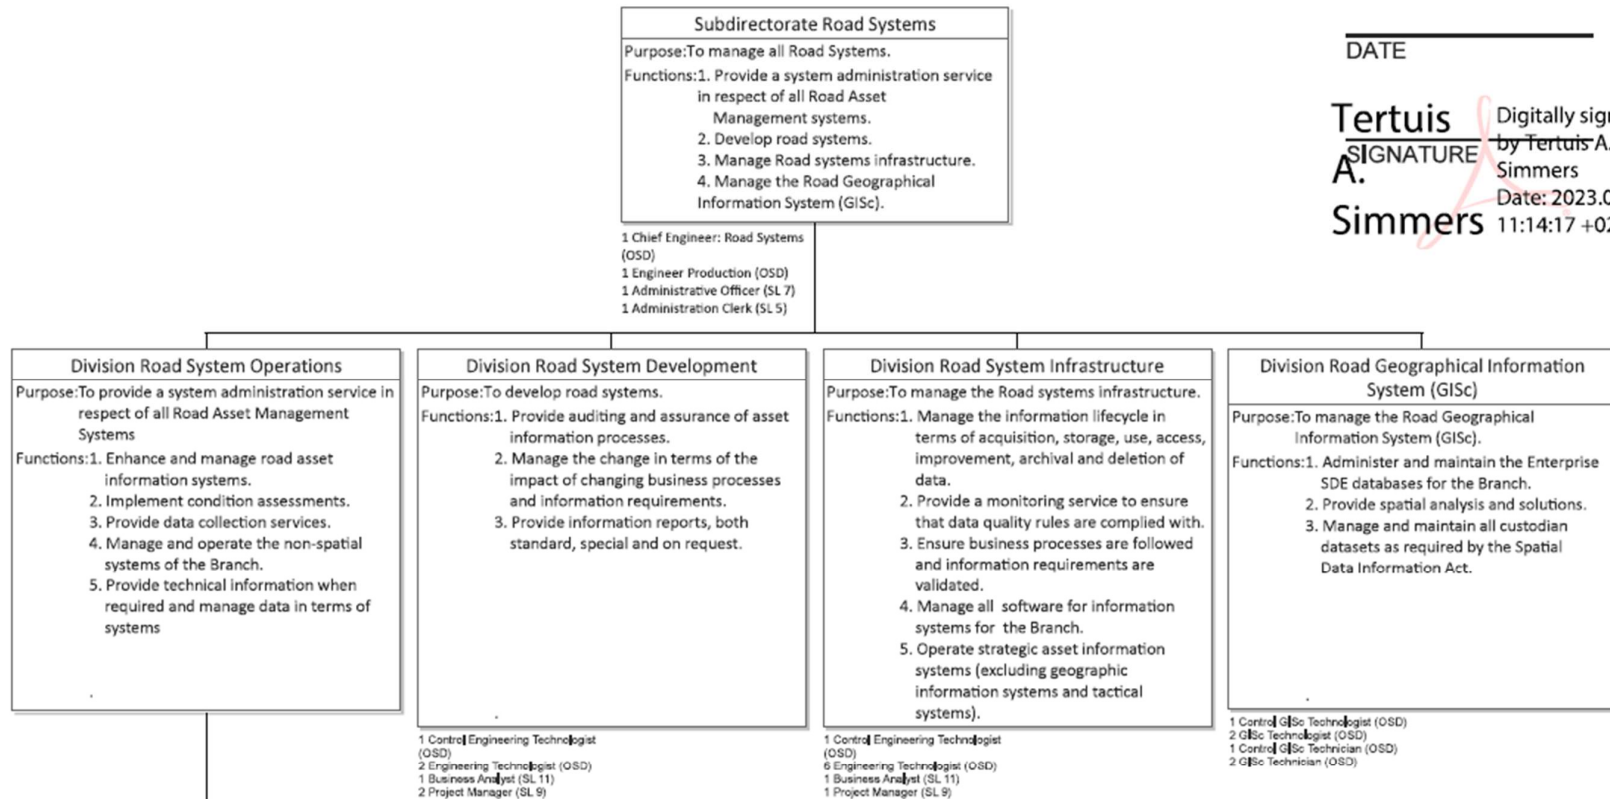 Subdirectorate Road Systems
Purpose:To manage all Road Systems.
Functions:1. Provide a system administration service
in respect of all Road Asset
Management systems.
2. Develop road systems.
3. Manage Road systems infrastructure.
4. Manage the Road Geographical
Information System (GISc).
1 Chief Engineer: Road Systems
(OSD)
1 Engineer Production (OSD)
1 Administrative Officer (SL 7)
1 Administration Clerk (SL 5)
DATE
SIGNATURE
Tertuis
A.
Simmers
Digitally sig
by Tertuis A.
Simmers
Date: 2023.0
11:14:17 +02
Division Road System Operations
Purpose:To provide a system administration service in
respect of all Road Asset Management
Systems
Functions:1. Enhance and manage road asset
information systems.
2. Implement condition assessments.
3. Provide data collection services.
4. Manage and operate the non-spatial
systems of the Branch.
5. Provide technical information when
required and manage data in terms of
systems
.
Division Road System Development
Purpose:To develop road systems.
Functions:1. Provide auditing and assurance of asset
information processes.
2. Manage the change in terms of the
impact of changing business processes
and information requirements.
3. Provide information reports, both
standard, special and on request.
.
1 Control Engineering Technologist
(OSD)
2 Engineering Technologist (OSD)
1 Business Analyst (SL 11)
2 Project Manager (SL 9)
Division Road System Infrastructure
Purpose:To manage the Road systems infrastructure.
Functions:1. Manage the information lifecycle in
terms of acquisition, storage, use, access,
improvement, archival and deletion of
data.
2. Provide a monitoring service to ensure
that data quality rules are complied with.
3. Ensure business processes are followed
and information requirements are
validated.
4. Manage all software for information
systems for the Branch.
5. Operate strategic asset information
systems (excluding geographic
information systems and tactical
systems).
1 Control Engineering Technologist
(OSD)
6 Engineering Technologist (OSD)
1 Business Analyst (SL 11)
1 Project Manager (SL 9)
Division Road Geographical Information
System (GISc)
Purpose:To manage the Road Geographical
Information System (GISc).
Functions:1. Administer and maintain the Enterprise
SDE databases for the Branch.
2. Provide spatial analysis and solutions.
3. Manage and maintain all custodian
datasets as required by the Spatial
Data Information Act.
.
1 Control GISc Technologist (OSD)
2 GISc Technologist (OSD)
1 Control GISc Technician (OSD)
2 GISc Technician (OSD)